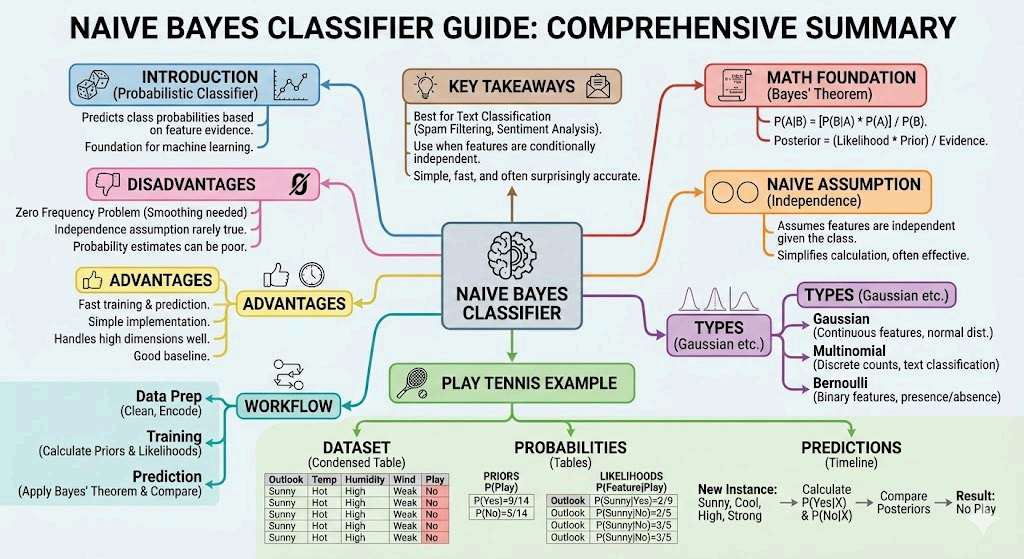 NAIVE BAYES CLASSIFIER GUIDE: COMPREHENSIVE SUMMARY
INTRODUCTION
(Probabilistic Classifier)
Predicts class probabilities based
on feature evidence.
Foundation for machine learning.
KEY TAKEAWAYS
Best for Text Classification
(Spam Filtering, Sentiment Analysis).
Use when features are conditionally
independent.
Simple, fast, and often surprisingly accurate.
MATH FOUNDATION
(Bayes' Theorem)
P(A|B) = [P(B|A) * P(A)] / P(B).
Posterior = (Likelihood * Prior) / Evidence.
DISADVANTAGES
Zero Frequency Problem (Smoothing needed)
Independence assumption rarely true.
Probability estimates can be poor.
NAIVE ASSUMPTION
(Independence)
Assumes features are independent
given the class.
Simplifies calculation, often effective.
NAIVE BAYES
CLASSIFIER
ADVANTAGES
Fast training & prediction.
Simple implementation.
Handles high dimensions well.
Good baseline.
ADVANTAGES
TYPES
(Gaussian etc.)
TYPES (Gaussian etc.)
Gaussian
(Continuous features, normal dist.)
Multinomial
(Discrete counts, text classification)
Bernoulli
(Binary features, presence/absence)
WORKFLOW
Data Prep
(Clean, Encode)
Training
(Calculate Priors & Likelihoods)
Prediction
(Apply Bayes' Theorem & Compare)
PLAY TENNIS EXAMPLE
DATASET
(Condensed Table)
Outlook Temp Humidity Wind Play
Sunny Hot High Weak No
Sunny Hot High Weak No
Sunny Hot High Weak No
Sunny Hot High Weak No
Sunny Hot High Weak No
PROBABILITIES
(Tables)
PRIORS
P(Play)
P(Yes)=9/14
P(No)=5/14
LIKELIHOODS
P(Feature|Play)
Outlook P(Sunny|Yes)=2/9
Outlook P(Sunny|No)=2/5
Outlook P(Sunny|No)=3/5
Outlook P(Sunny|No)=3/5
PREDICTIONS
(Timeline)
New Instance:
Sunny, Cool,
High, Strong
Calculate
P(Yes|X)
& P(No|X)
Compare
Posteriors
Result:
No Play